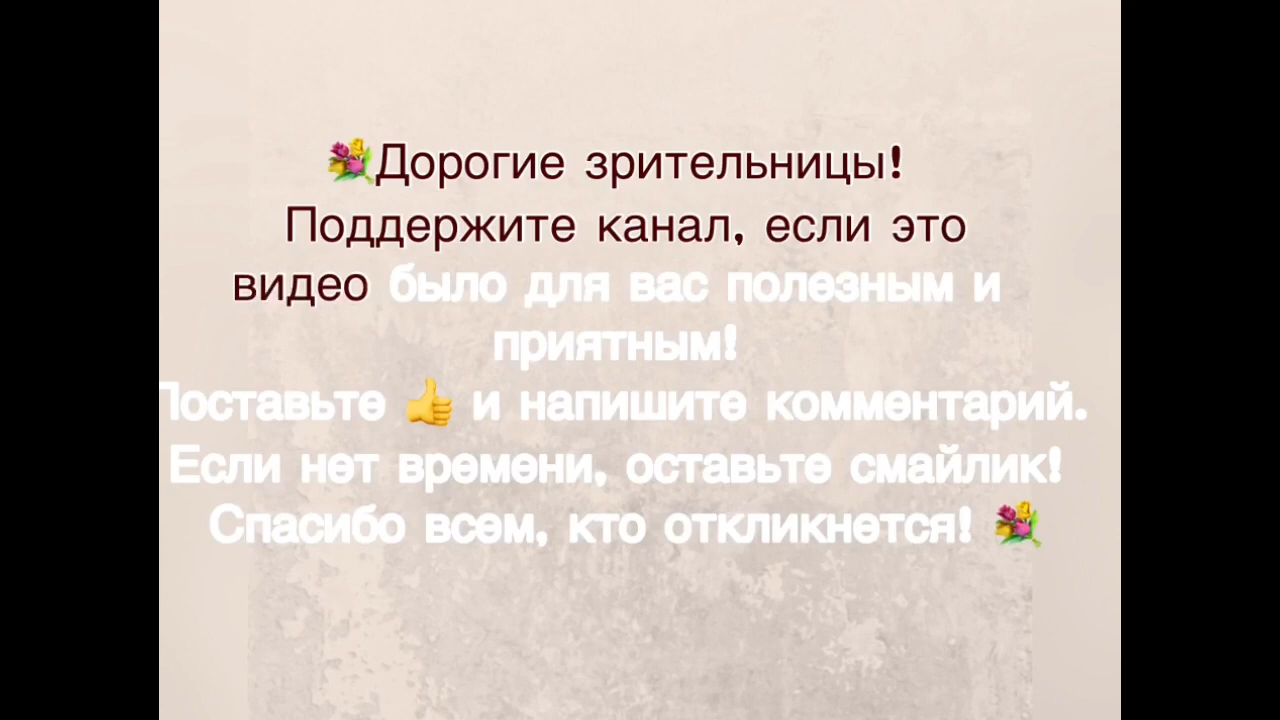 💐Дорогие зрительницы!
Поддержите канал, если это
видео было для вас полезным и
приятным!
Поставьте 👍 и напишите комментарий.
Если нет времени, оставьте смайлик!
Спасибо всем, кто откликнется! 💐